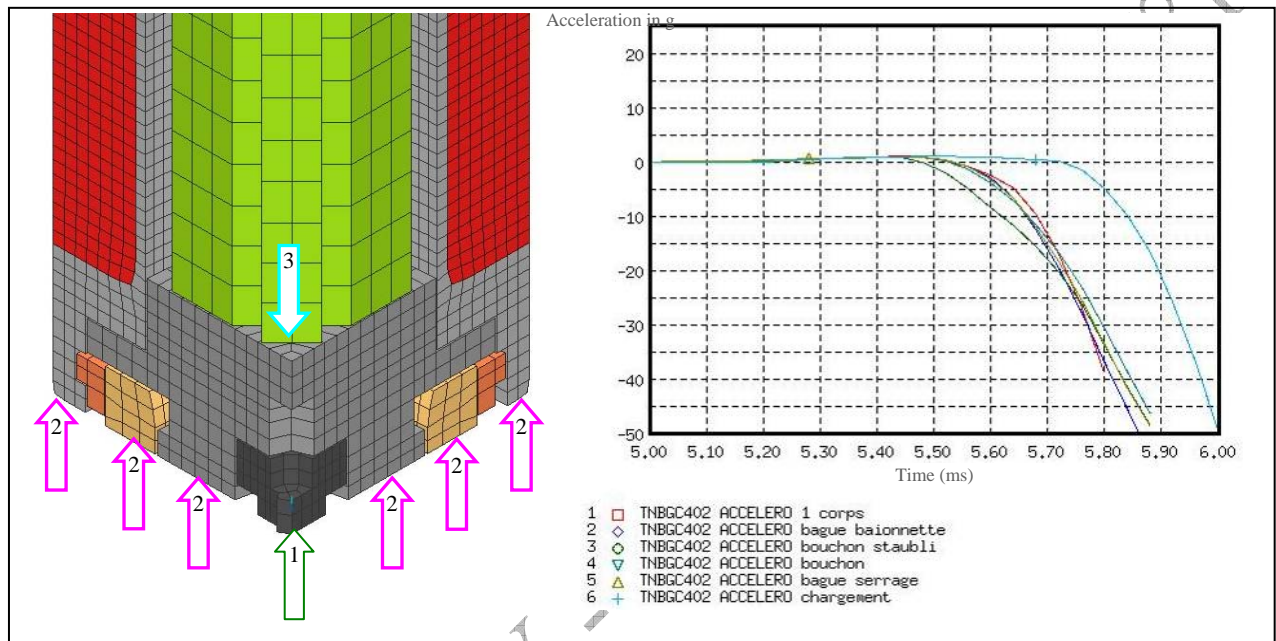 Acceleration in g
20
10
0
-10
-20
-30
-40
-50
5.00 5.10 5.20 5.30 5.40 5.50 5.60 5.70 5.80 5.90 6.00
Time (ms)
3
2 2 2 2 2 2
1
1 TNBGC402 ACCELERO 1 corps
2 TNBGC402 ACCELERO bague baionnette
3 TNBGC402 ACCELERO bouchon staubli
4 TNBGC402 ACCELERO bouchon
5 TNBGC402 ACCELERO bague serrage
6 TNBGC402 ACCELERO chargement